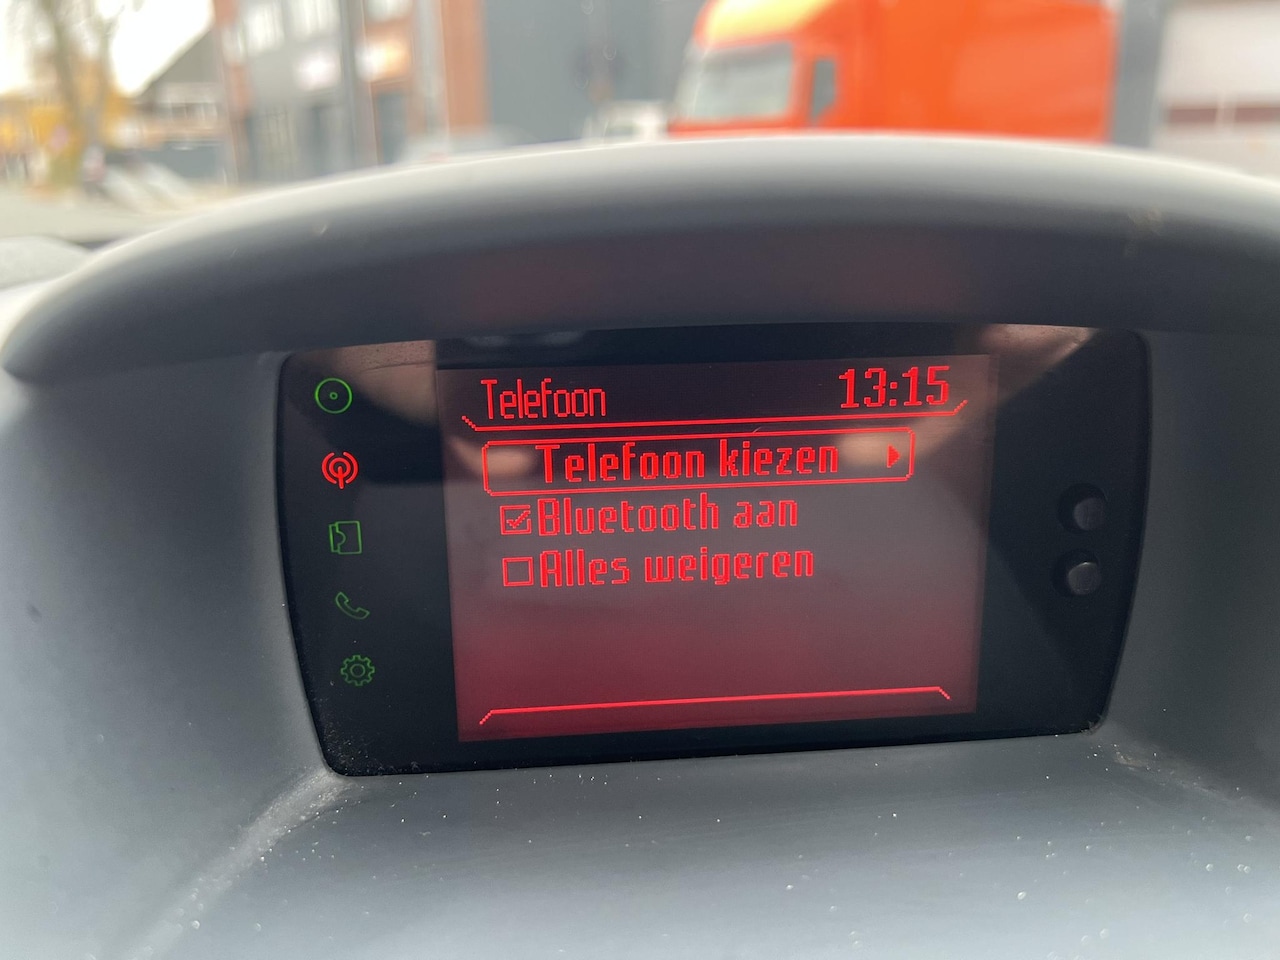 Telefoon 13:15
Telefoon kiezen
Bluetooth aan
Alles weigeren